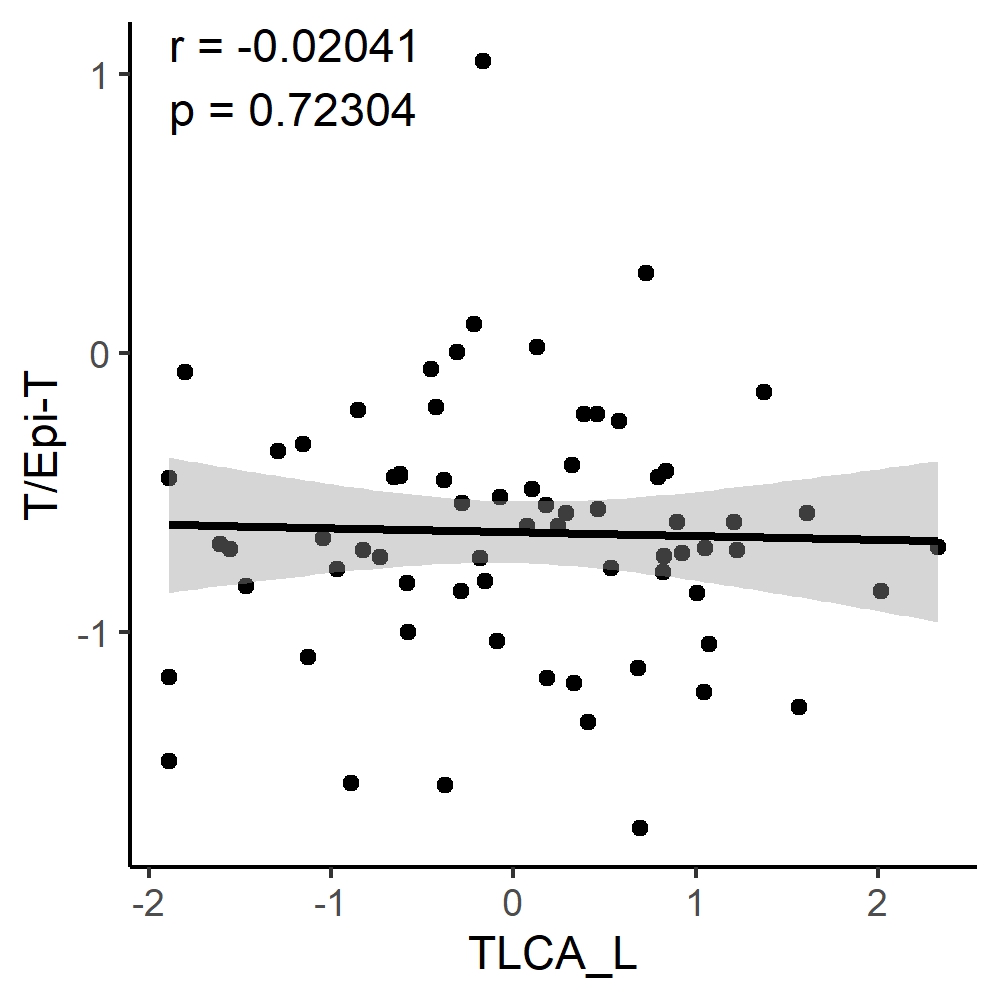 r = -0.02041
p = 0.72304
1
0
-1
T/Epi-T
-2 -1 0 1 2
TLCA_L